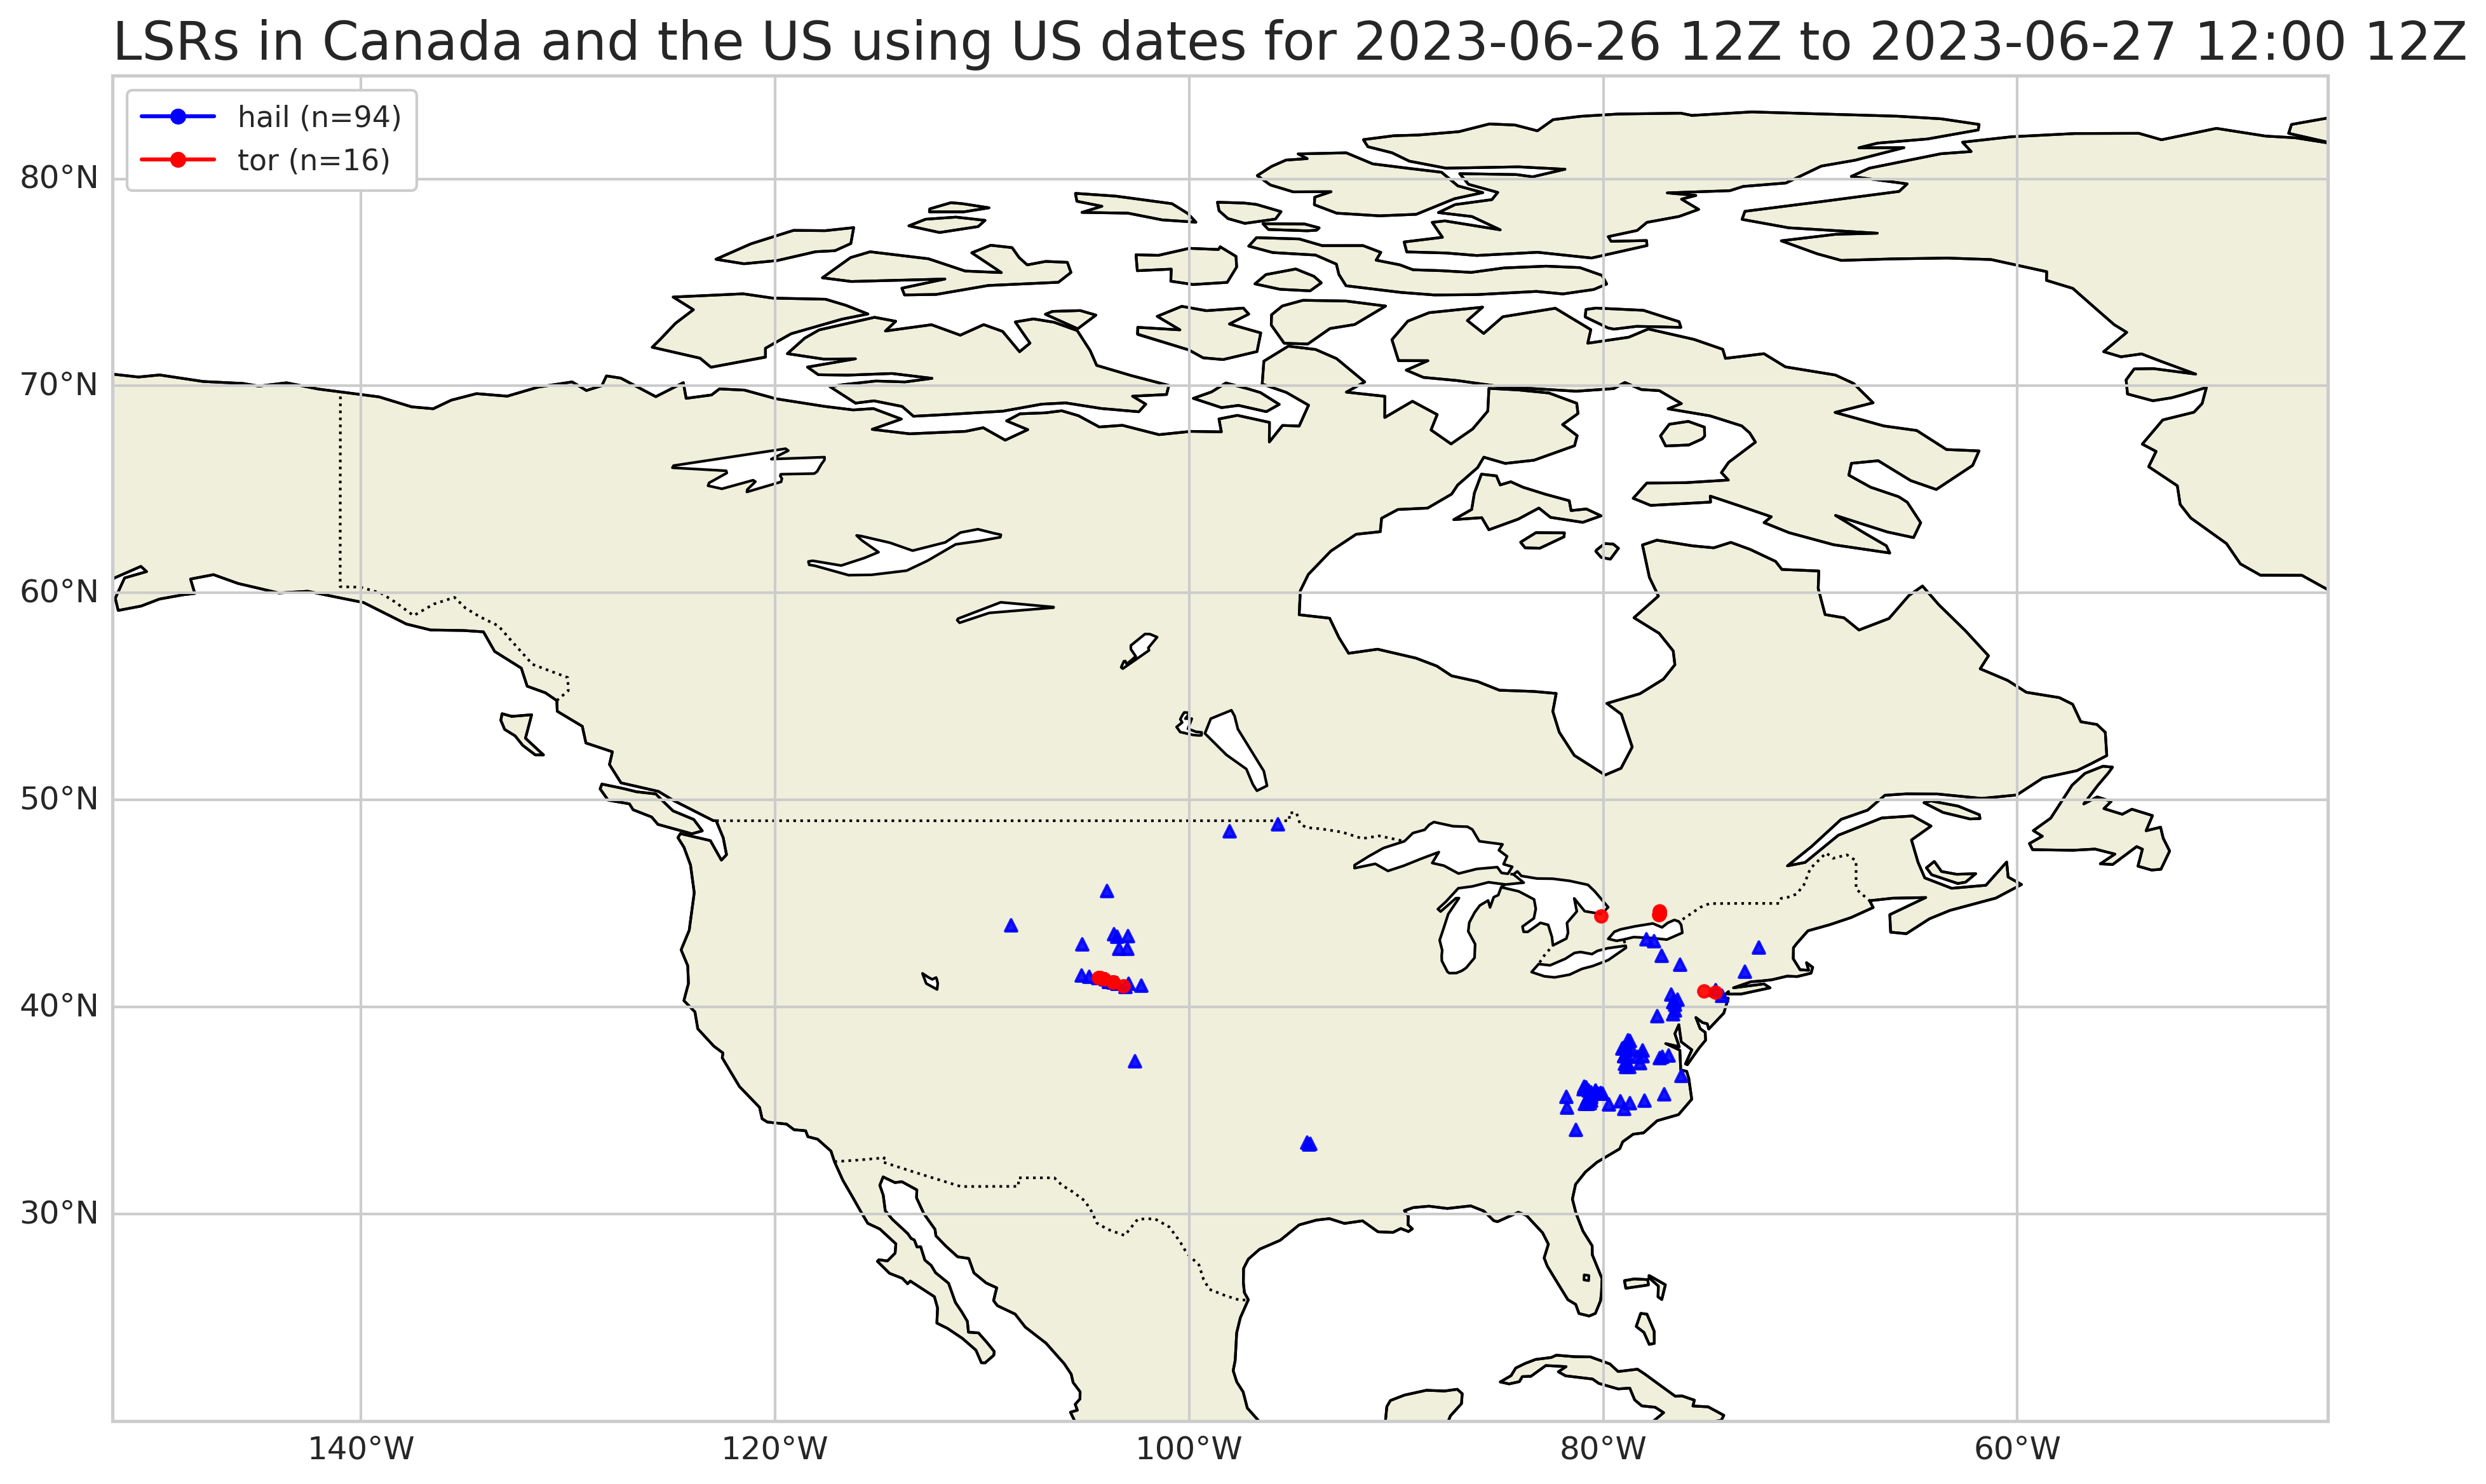 LSRs in Canada and the US using US dates for 2023-06-26 12Z to 2023-06-27 12:00 12Z
hail (n=94)
tor (n=16)
80°N
70°N
60°N
50°N
40°N
30°N
140°W
120°W
100°W
80°W
60°W